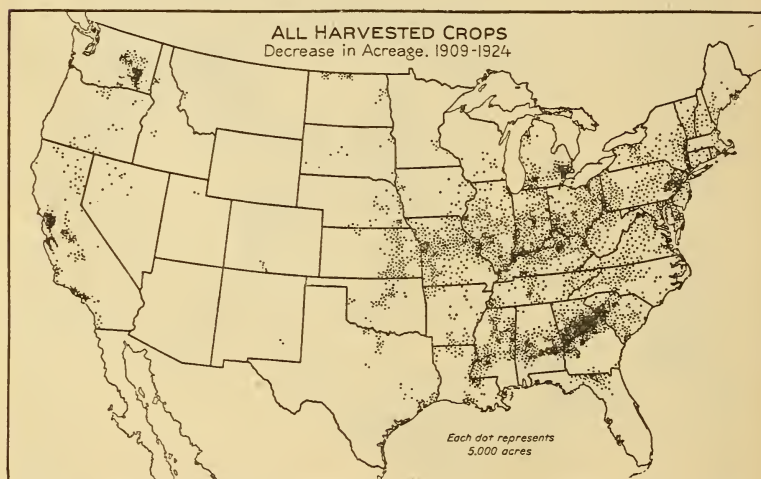 ALL HARVESTED CROPS
Decrease in Acreage, 1909-1924
Each dot represents
5,000 acres